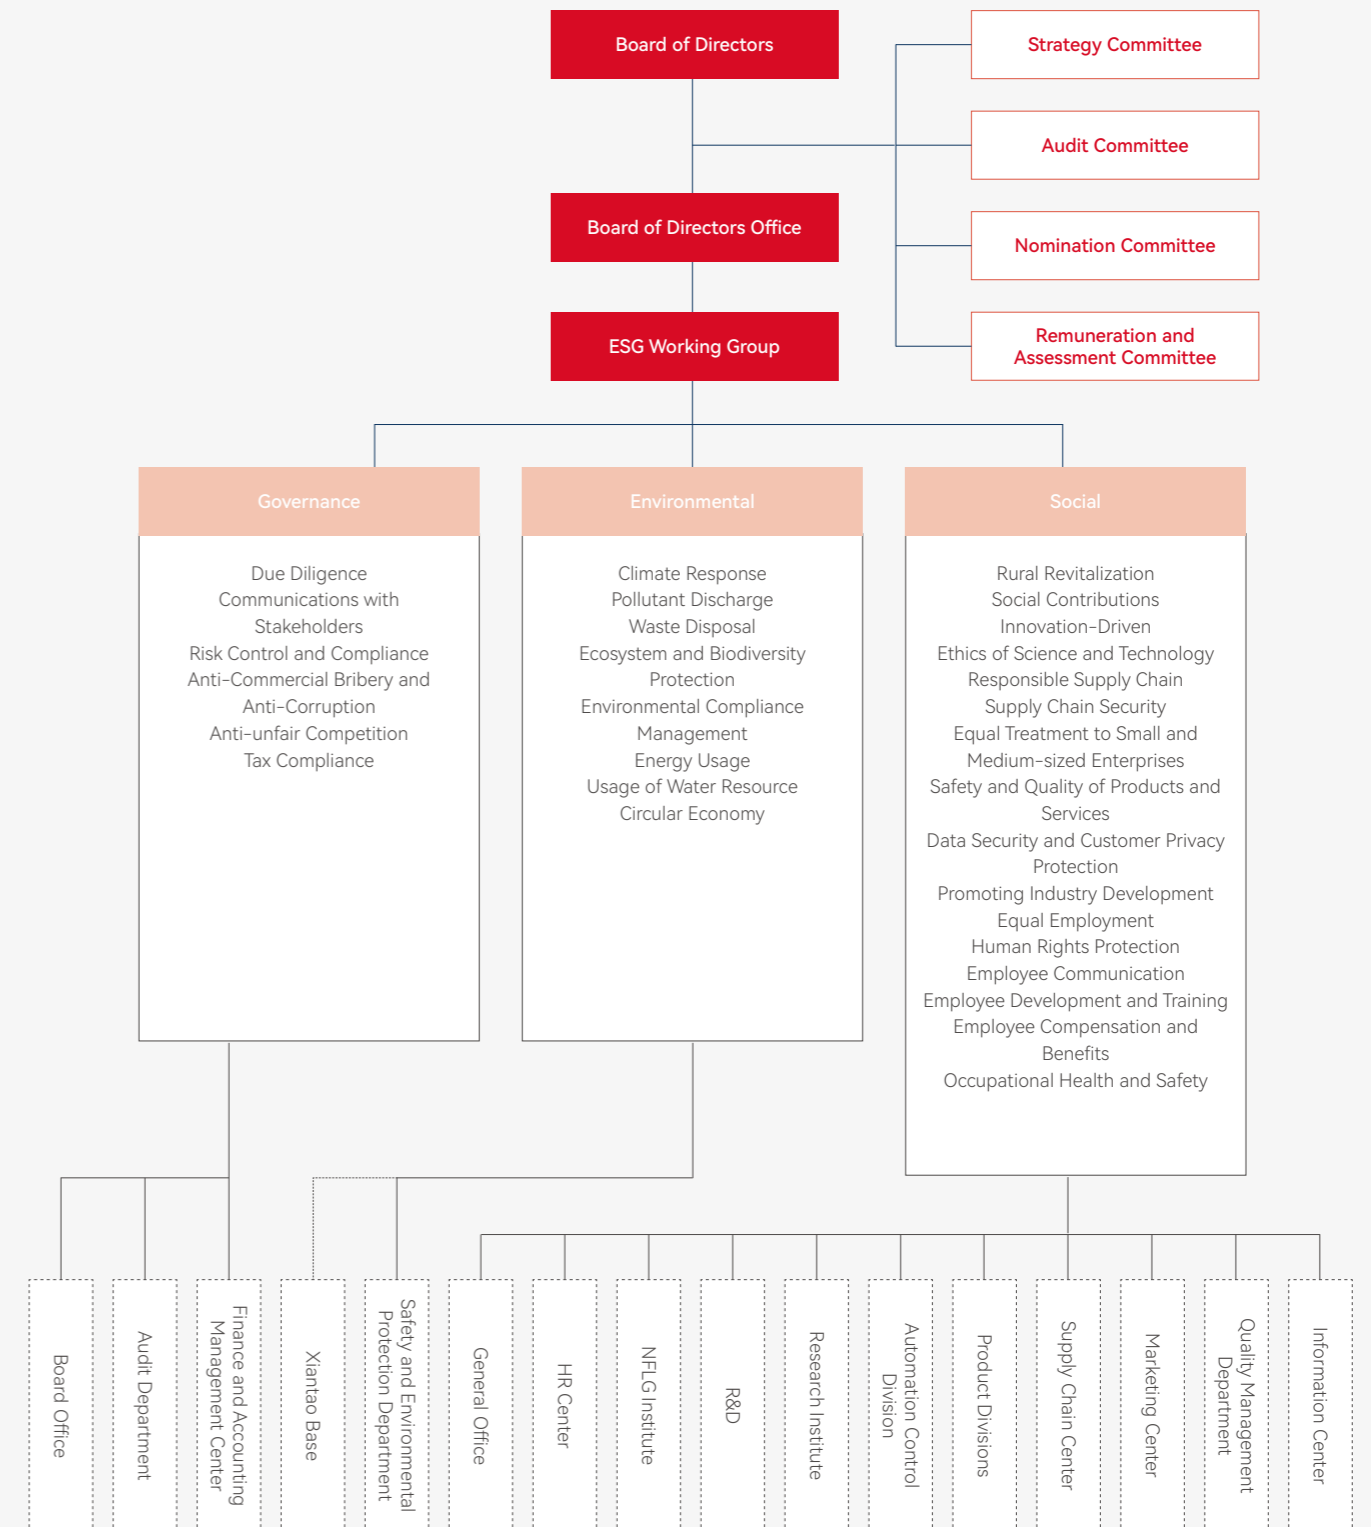 Board of Directors
Strategy Committee
Audit Committee
Board of Directors Office
Nomination Committee
ESG Working Group
Remuneration and
Assessment Committee
Governance
Due Diligence
Communications with
Stakeholders
Risk Control and Compliance
Anti-Commercial Bribery and
Anti-Corruption
Anti-unfair Competition
Tax Compliance
Environmental
Climate Response
Pollutant Discharge
Waste Disposal
Ecosystem and Biodiversity
Protection
Environmental Compliance
Management
Energy Usage
Usage of Water Resource
Circular Economy
Social
Rural Revitalization
Social Contributions
Innovation-Driven
Ethics of Science and Technology
Responsible Supply Chain
Supply Chain Security
Equal Treatment to Small and
Medium-sized Enterprises
Safety and Quality of Products and
Services
Data Security and Customer Privacy
Protection
Promoting Industry Development
Equal Employment
Human Rights Protection
Employee Communication
Employee Development and Training
Employee Compensation and
Benefits
Occupational Health and Safety
Board Office
Audit Department
Finance and Accounting
Management Center
Xiantao Base
Safety and Environmental
Protection Department
General Office
HR Center
NFLG Institute
R&D
Research Institute
Automation Control
Division
Product Divisions
Supply Chain Center
Marketing Center
Quality Management
Department
Information Center